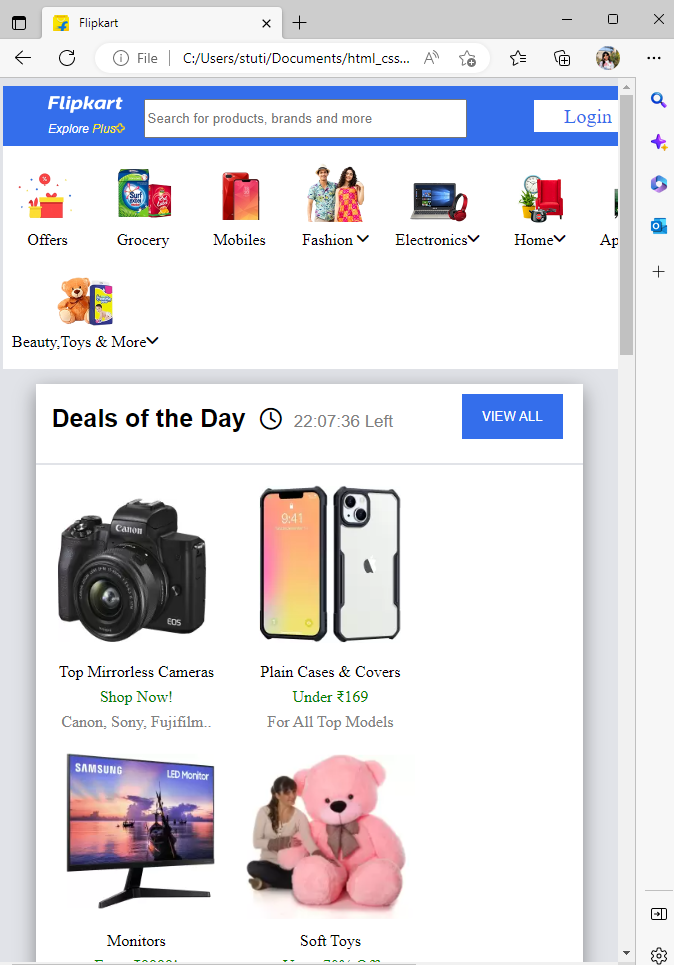 Flipkart
File
C:/Users/stuti/Documents/html_css...
Flipkart
Explore Plus
Search for products, brands and more
Login
Offers
Grocery
Mobiles
Fashion
Electronics
Home
Ap
Beauty,Toys & More
Deals of the Day
22:07:36 Left
VIEW ALL
Canon
EOS
9:41
Top Mirrorless Cameras
Plain Cases & Covers
Shop Now!
Under ₹169
Canon, Sony, Fujifilm..
For All Top Models
SAMSUNG
LED Monitor
Monitors
Soft Toys